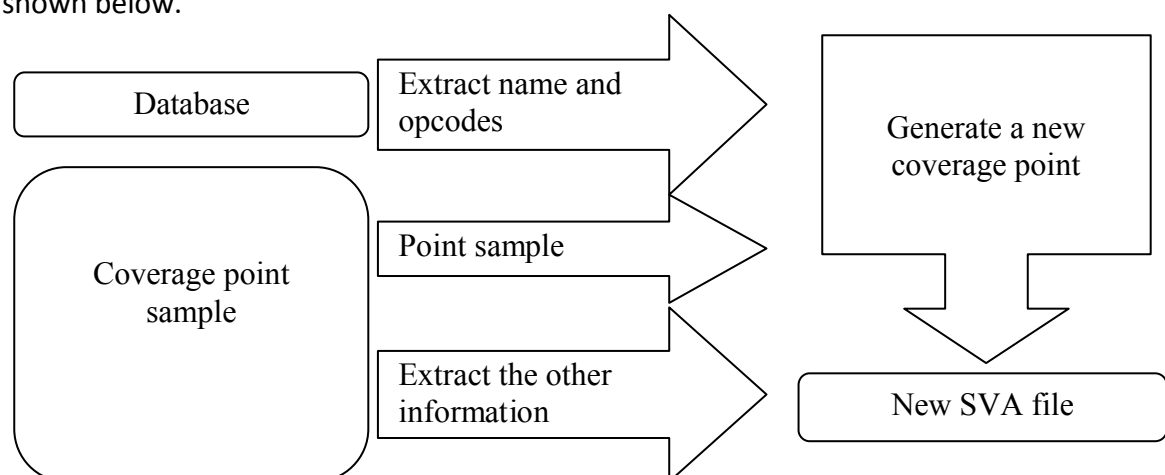 shown below.
Database
Extract name and
opcodes
Generate a new
coverage point
Coverage point
sample
Point sample
Extract the other
information
New SVA file